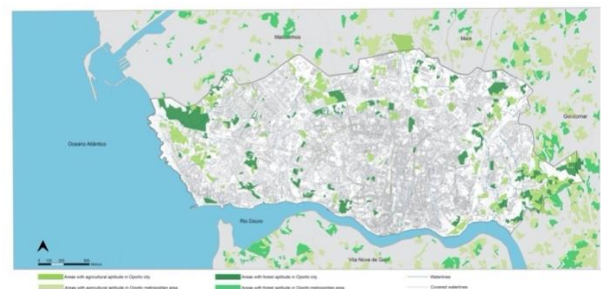 Matosinhos
Maia
Gondomar
Oceano Atlântico
Rio Douro
Vila Nova de Gaia
Areas with agricultural aptitude in Oporto city
Areas with forest aptitude in Oporto city
Waterlines
Areas with agricultural aptitude in Oporto metropolitan area
Areas with forest aptitude in Oporto metropolitan area
Covered waterlines